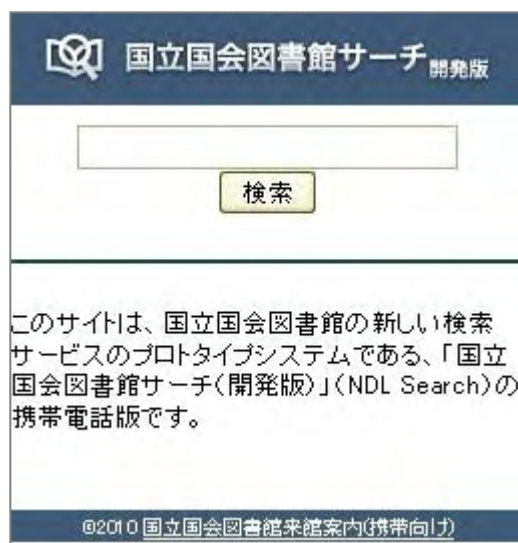 国立国会図書館サーチ開発版
検索
このサイトは、国立国会図書館の新しい検索
サービスのプロトタイプシステムである、「国立
国会図書館サーチ(開発版)」(NDL Search)の
携帯電話版です。
©2010 国立国会図書館来館案内(携帯向け)